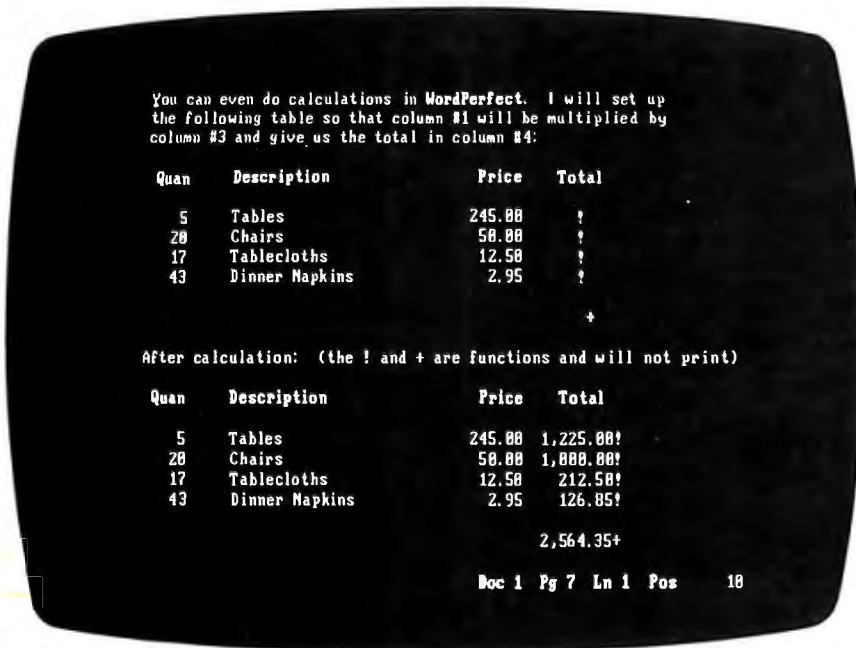 You can even do calculations in WordPerfect. I will set up
the following table so that column #1 will be multiplied by
column #3 and give us the total in column #4:
Quan Description Price Total
5 Tables 245.00 !
20 Chairs 50.00 !
17 Tablecloths 12.50 !
43 Dinner Napkins 2.95 !
+
After calculation: (the ! and + are functions and will not print)
Quan Description Price Total
5 Tables 245.00 1,225.00!
20 Chairs 50.00 1,000.00!
17 Tablecloths 12.50 212.50!
43 Dinner Napkins 2.95 126.85!
2,564.35+
Doc 1 Pg 7 Ln 1 Pos 10